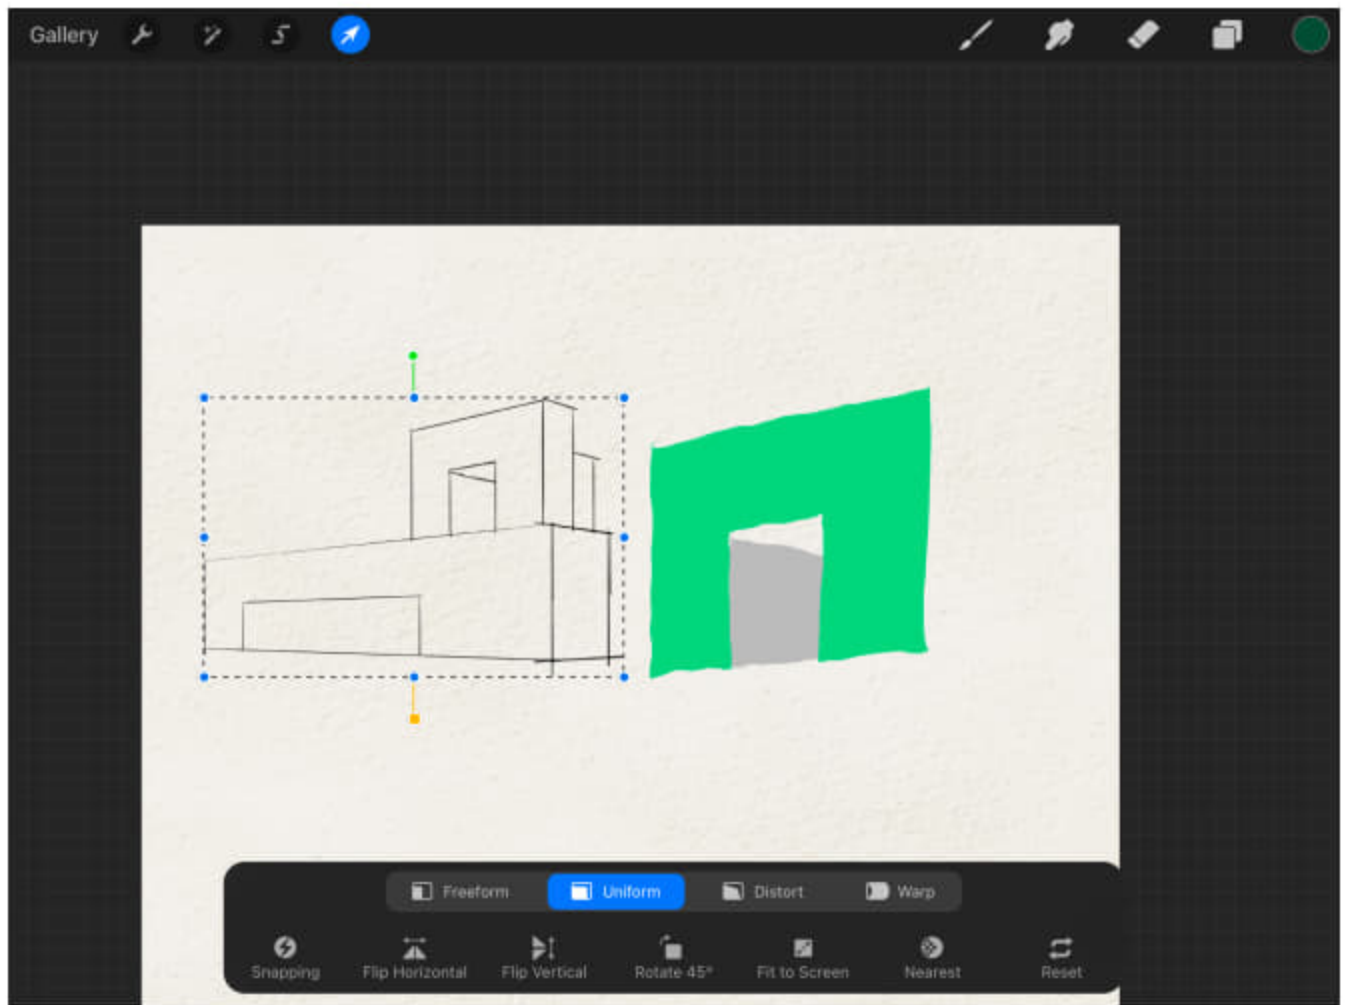 Gallery
Freeform Uniform Distort Warp
Snapping Flip Horizontal Flip Vertical Rotate 45° Fit to Screen Nearest Reset